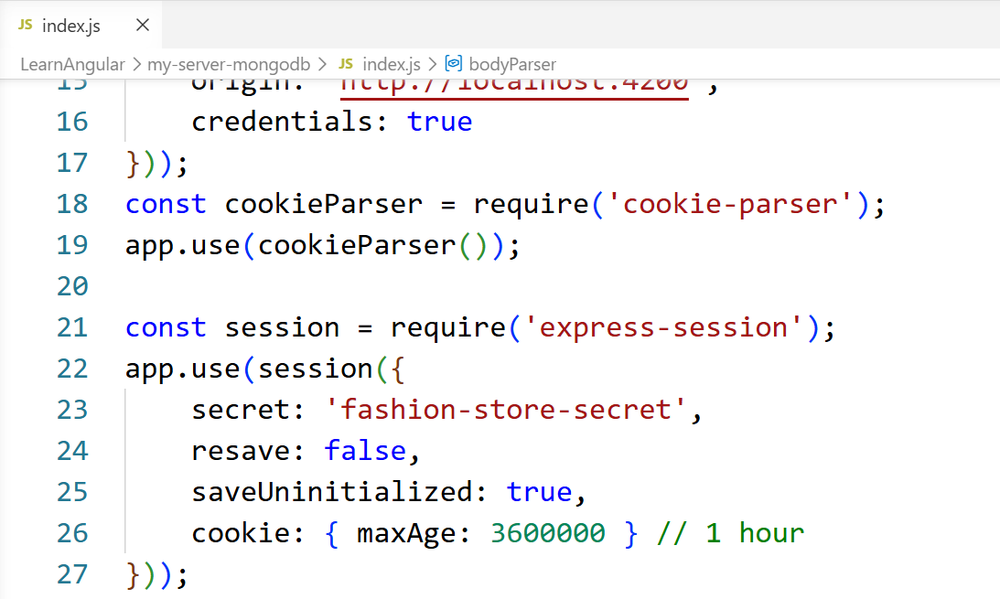 JS index.js ×
LearnAngular > my-server-mongodb > JS index.js > bodyParser
15 origin: 'http://localhost:4200',
16 credentials: true
17 }));
18 const cookieParser = require('cookie-parser');
19 app.use(cookieParser());
20
21 const session = require('express-session');
22 app.use(session({
23 secret: 'fashion-store-secret',
24 resave: false,
25 saveUninitialized: true,
26 cookie: { maxAge: 3600000 } // 1 hour
27 }));